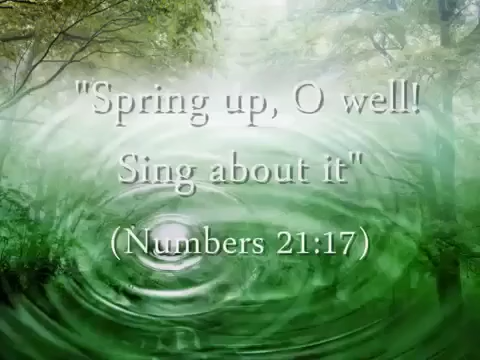 "Spring up, O well!
Sing about it"
(Numbers 21:17)